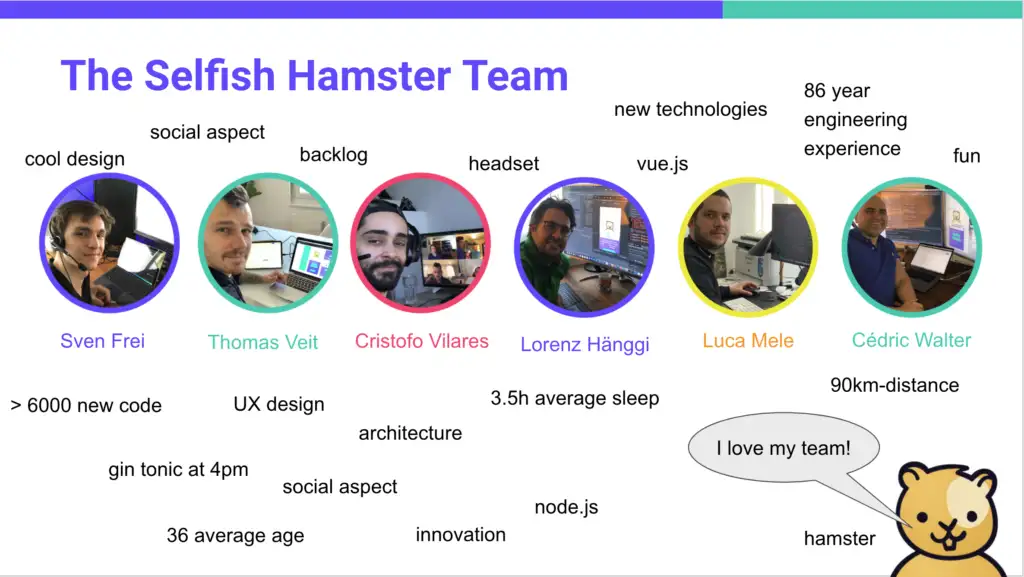 The Selfish Hamster Team
social aspect
cool design
backlog
headset
new technologies
vue.js
86 year
engineering
experience
fun
Sven Frei
Thomas Veit
Cristofo Vilares
Lorenz Hänggi
Luca Mele
Cédric Walter
> 6000 new code
UX design
3.5h average sleep
90km-distance
architecture
I love my team!
gin tonic at 4pm
social aspect
node.js
36 average age
innovation
hamster